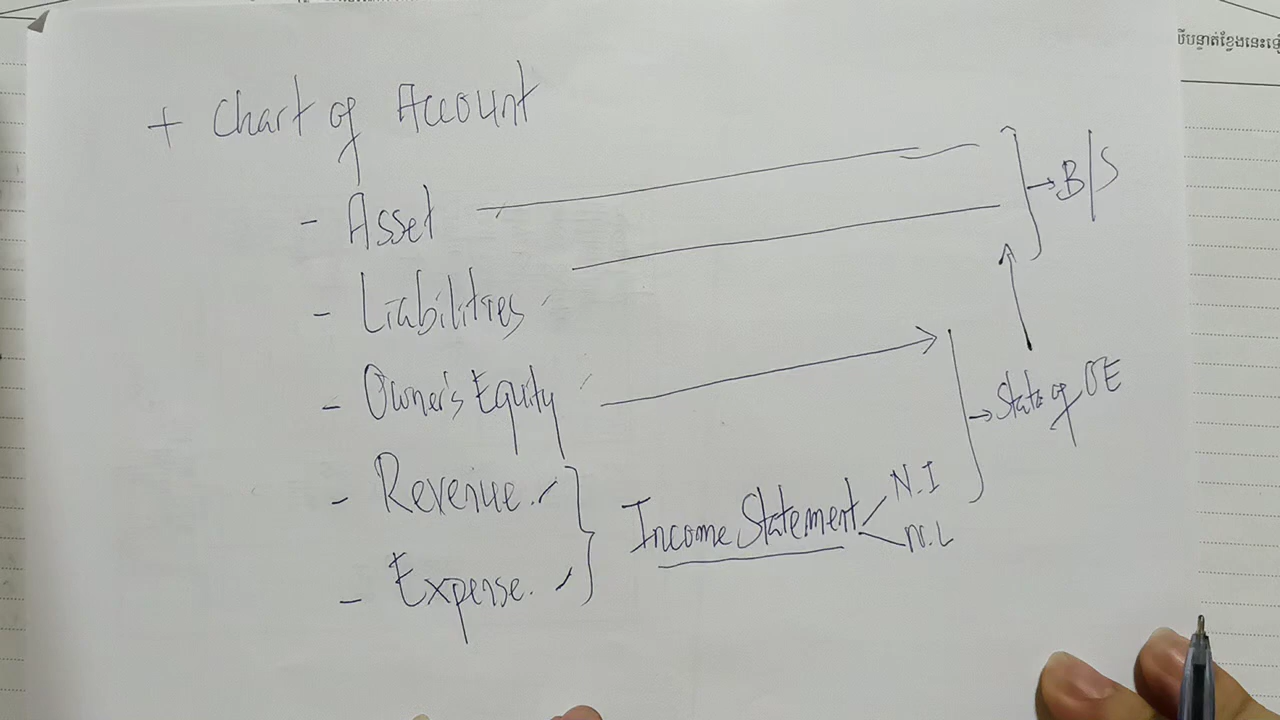 + Chart of Account
- Asset
B/S
- Liabilities
- Owner's Equity
State of OE
- Revenue
Income Statement
N.I
N.L
- Expense.